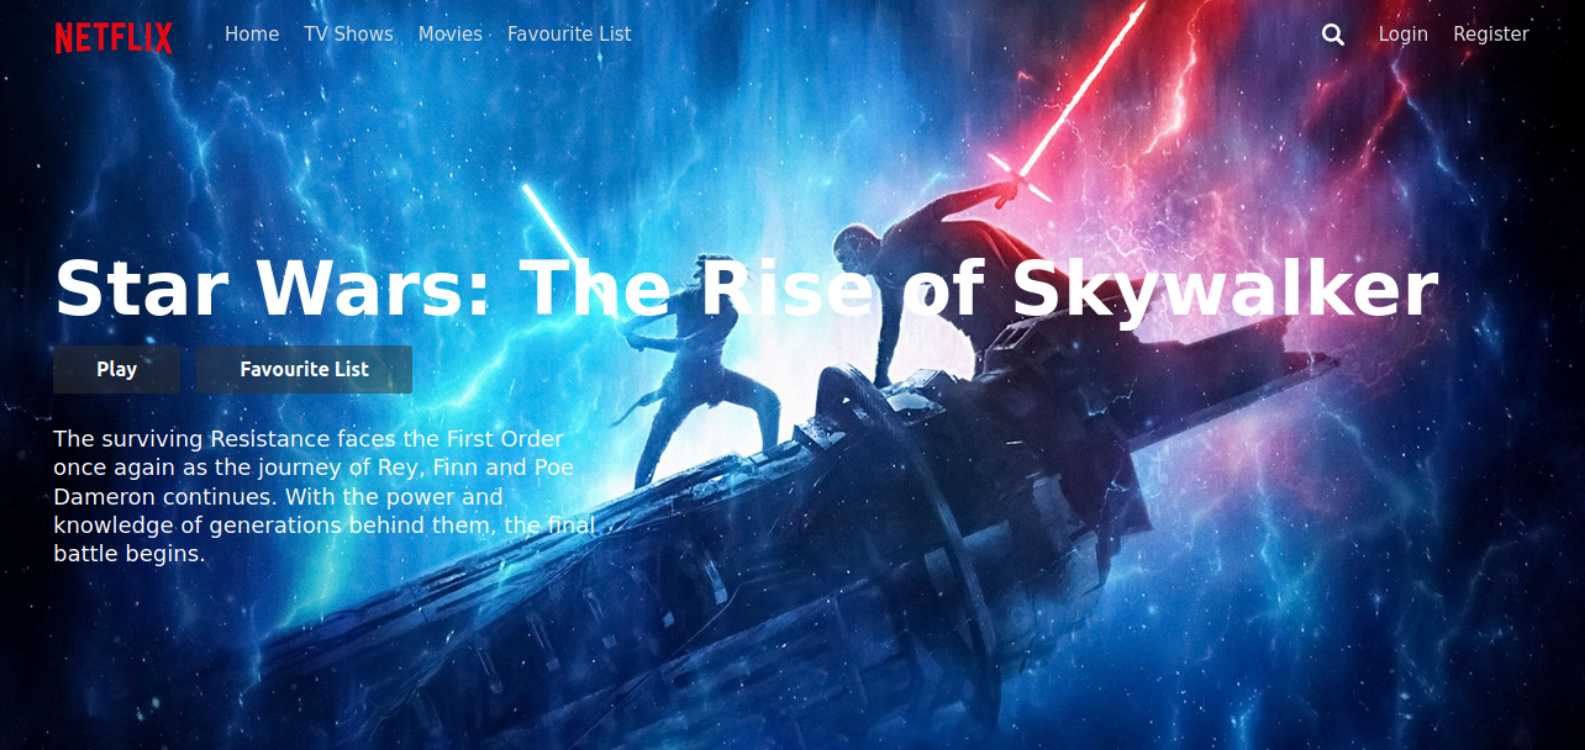 NETFLIX Home TV Shows Movies Favourite List Login Register
Star Wars: The Rise of Skywalker
Play Favourite List
The surviving Resistance faces the First Order
once again as the journey of Rey, Finn and Poe
Dameron continues. With the power and
knowledge of generations behind them, the final
battle begins.